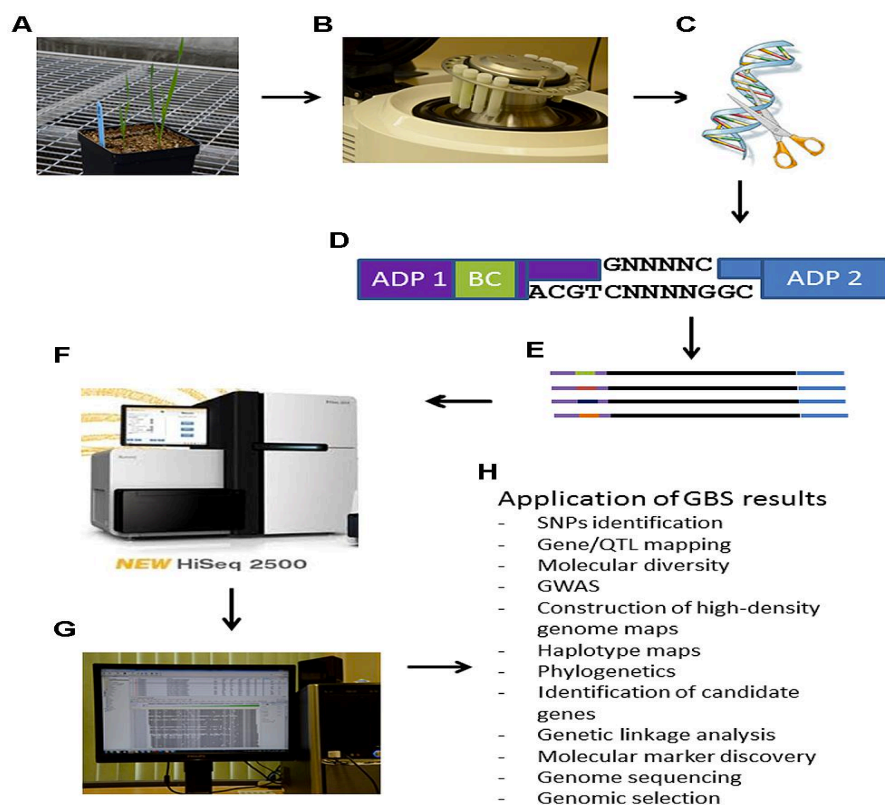 A
B
C
D
GNNNNC
ADP 1 BC
ADP 2
ACGTCNNNNGGC
E
F
NEW HiSeq 2500
G
H
Application of GBS results
- SNPs identification
- Gene/QTL mapping
- Molecular diversity
- GWAS
- Construction of high-density
genome maps
- Haplotype maps
- Phylogenetics
- Identification of candidate
genes
- Genetic linkage analysis
- Molecular marker discovery
- Genome sequencing
- Genomic selection